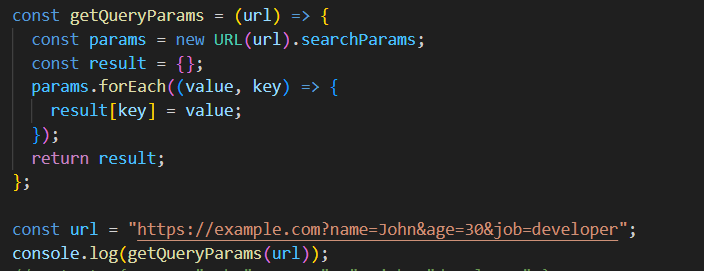 const getQueryParams = (url) => {
  const params = new URL(url).searchParams;
  const result = {};
  params.forEach((value, key) => {
    result[key] = value;
  });
  return result;
};

const url = "https://example.com?name=John&age=30&job=developer";
console.log(getQueryParams(url));